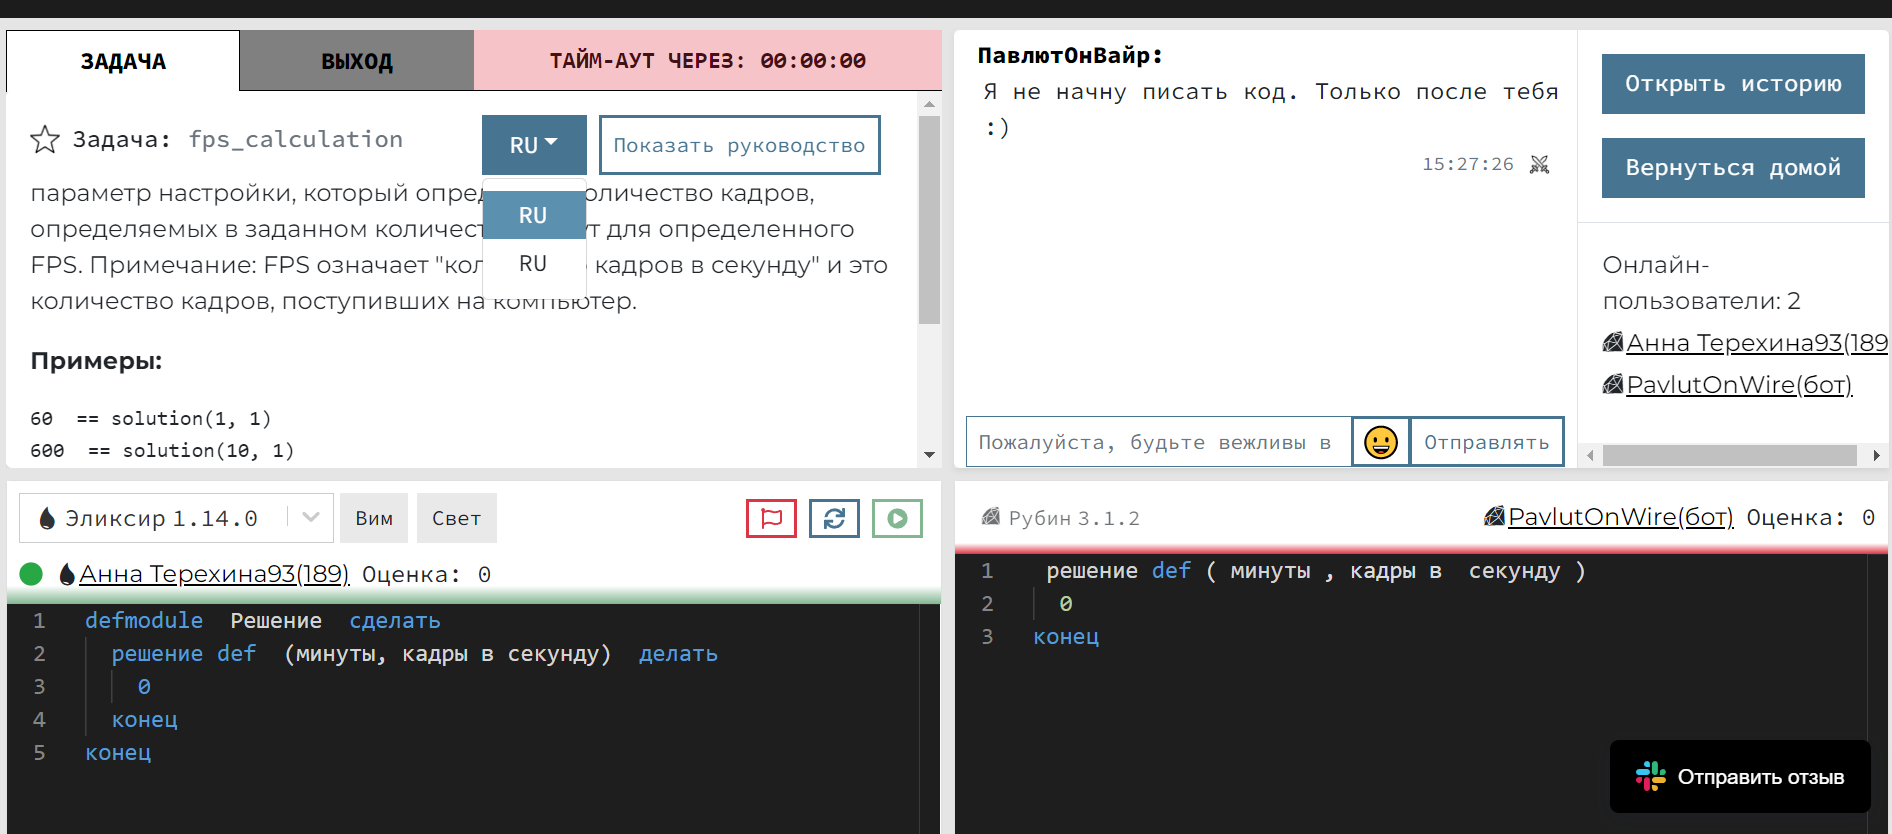 ЗАДАЧА
ВЫХОД
ТАЙМ-АУТ ЧЕРЕЗ: 00:00:00
Задача: fps_calculation
RU
Показать руководство
RU
RU
параметр настройки, который опред оличество кадров,
определяемых в заданном количест ут для определенного
FPS. Примечание: FPS означает "кол кадров в секунду" и это
количество кадров, поступивших на компьютер.
Примеры:
60 == solution(1, 1)
600 == solution(10, 1)
ПавлютОнВайр:
Я не начну писать код. Только после тебя
:)
15:27:26
Пожалуйста, будьте вежливы в
Отправлять
Открыть историю
Вернуться домой
Онлайн-
пользователи: 2
Анна Терехина93(189
PavlutOnWire(бот)
Эликсир 1.14.0
Вим
Свет
Анна Терехина93(189) Оценка: 0
1 defmodule Решение сделать
2 решение def (минуты, кадры в секунду) делать
3 0
4 конец
5 конец
Рубин 3.1.2
PavlutOnWire(бот) Оценка: 0
1 решение def ( минуты , кадры в секунду )
2 0
3 конец
Отправить отзыв